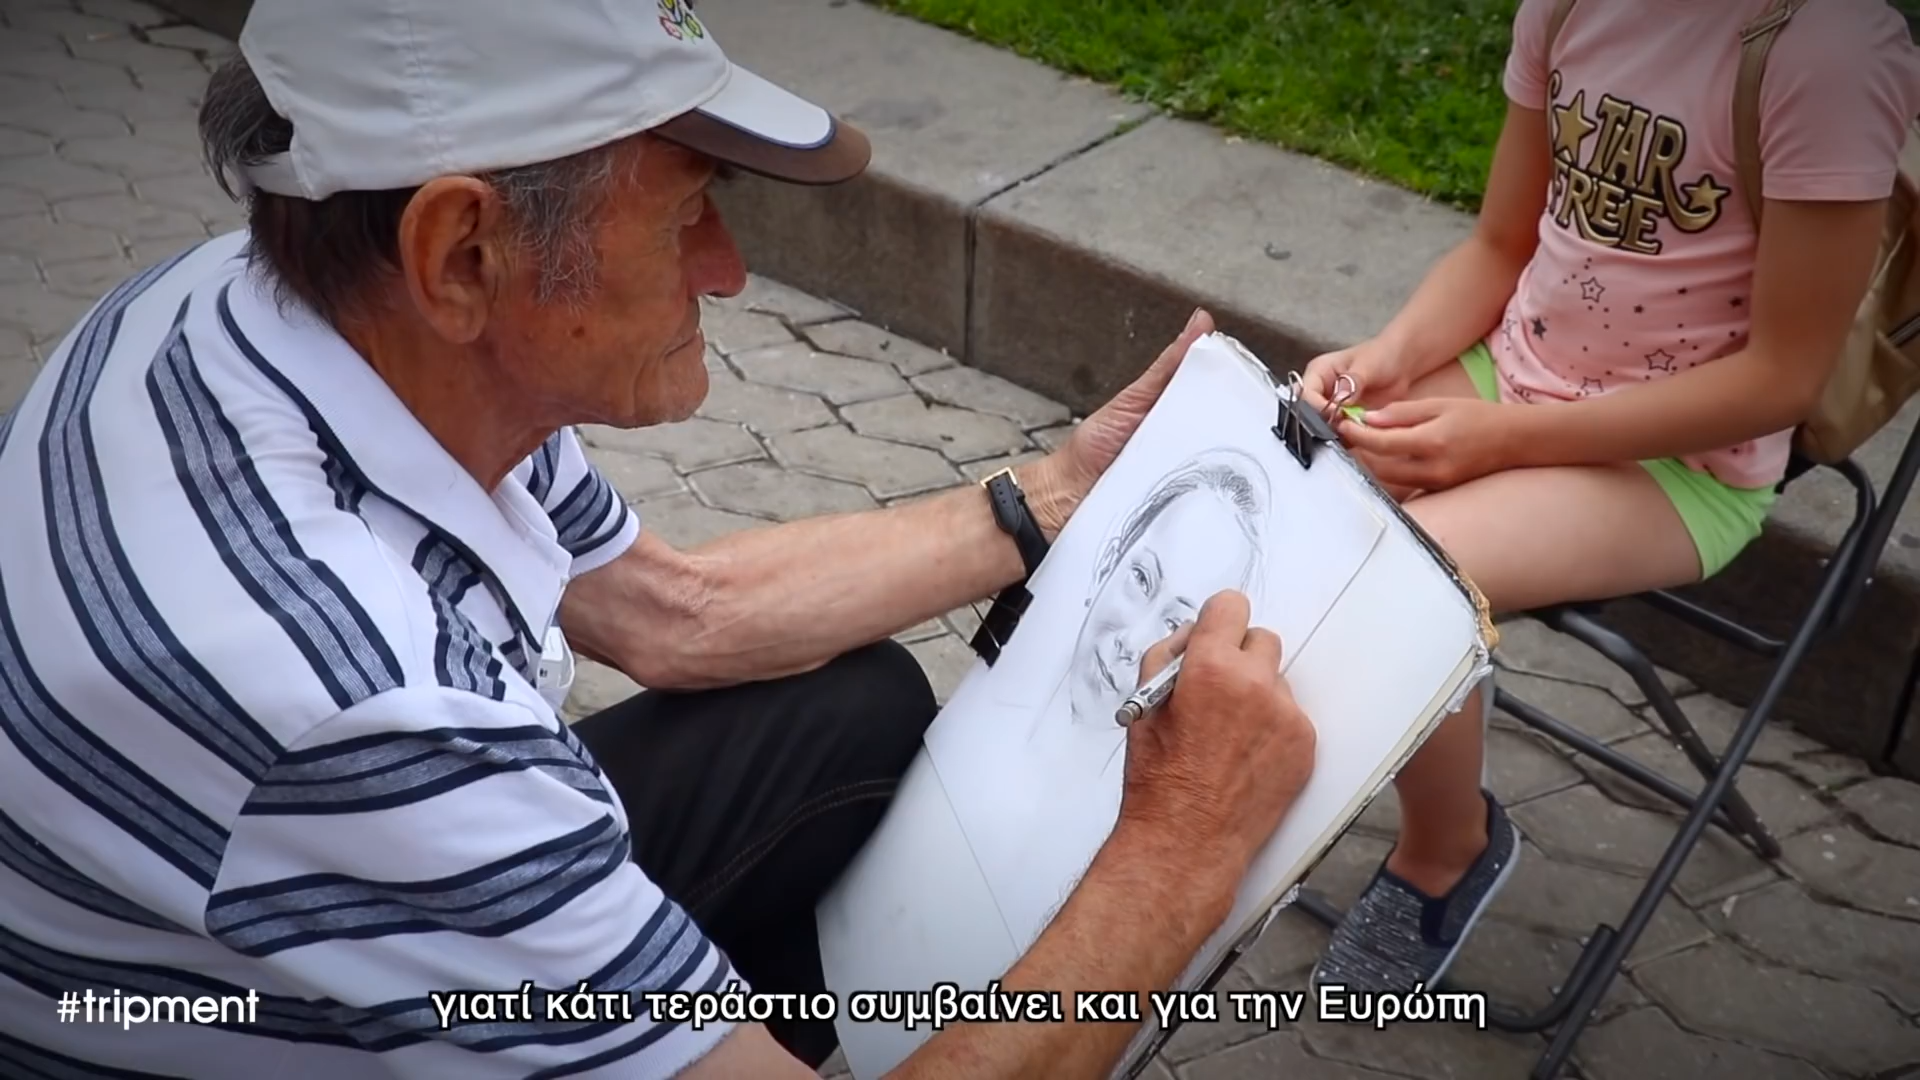 STAR
FREE
#tripment
γιατί κάτι τεράστιο συμβαίνει και για την Ευρώπη